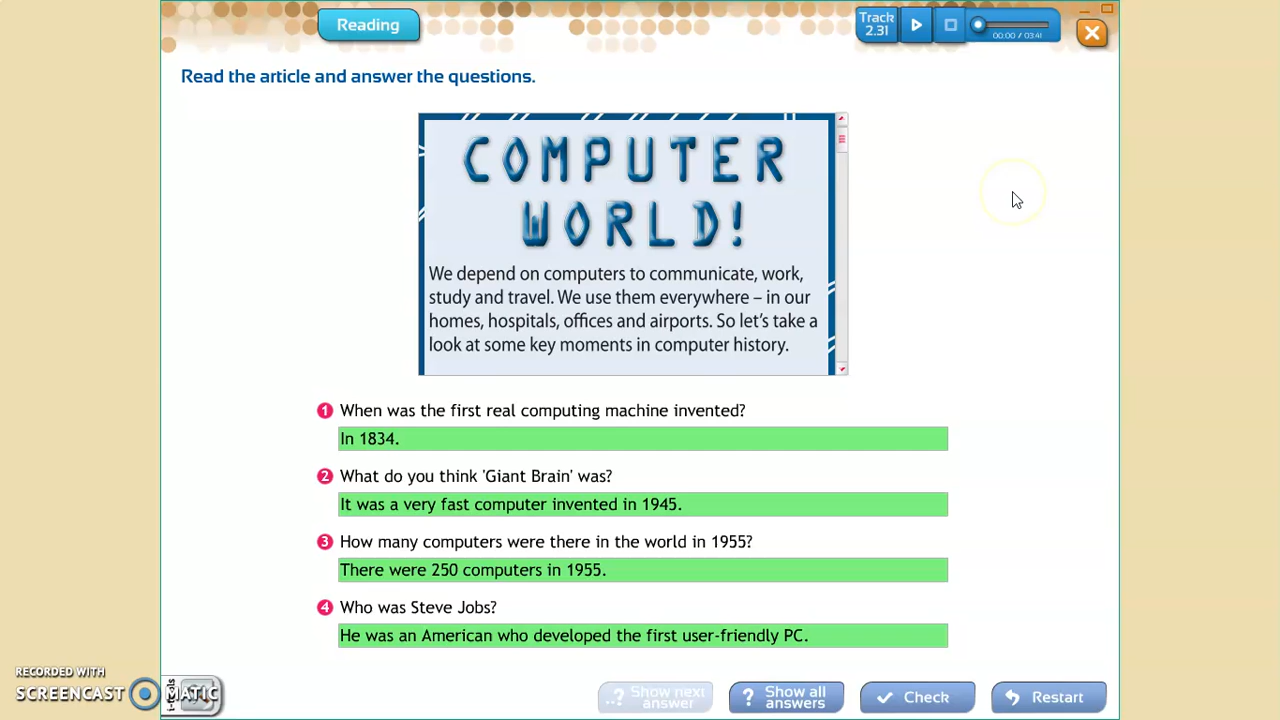 Reading
Track
2.31
00:00 / 03:41
Read the article and answer the questions.
COMPUTER
WORLD!
We depend on computers to communicate, work,
study and travel. We use them everywhere – in our
homes, hospitals, offices and airports. So let's take a
look at some key moments in computer history.
1 When was the first real computing machine invented?
In 1834.
2 What do you think 'Giant Brain' was?
It was a very fast computer invented in 1945.
3 How many computers were there in the world in 1955?
There were 250 computers in 1955.
4 Who was Steve Jobs?
He was an American who developed the first user-friendly PC.
RECORDED WITH
SCREENCAST MATIC
? Show next
answer
? Show all
answers
Check
Restart